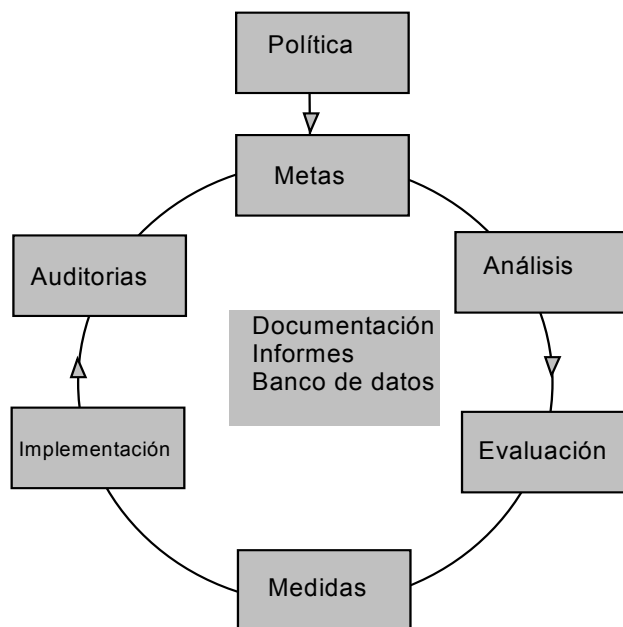 Política
Metas
Auditorias
Análisis
Documentación
Informes
Banco de datos
Implementación
Evaluación
Medidas